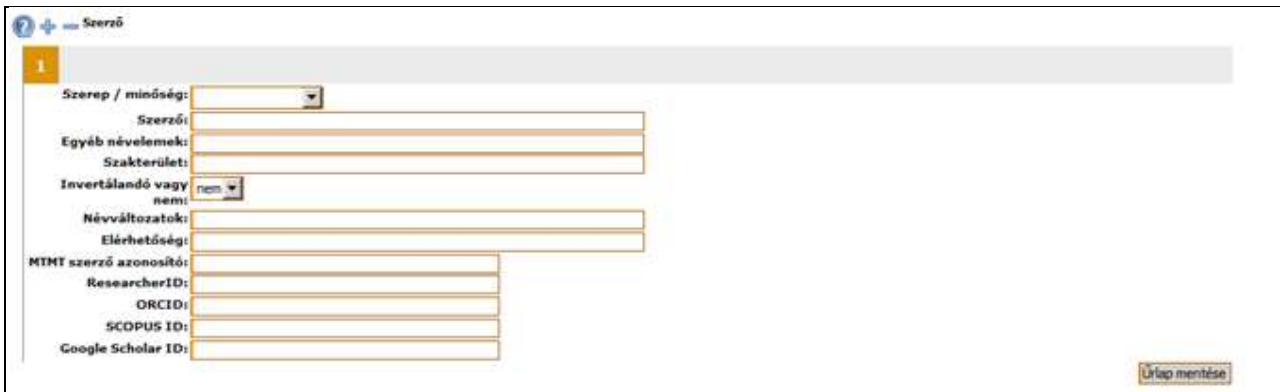 Szerző
1
Szerep / minőség:
Szerző:
Egyéb névelemek:
Szakterület:
Invertálandó vagy
nem: nem
Névváltozatok:
Elérhetőség:
MTMT szerző azonosító:
ResearcherID:
ORCID:
SCOPUS ID:
Google Scholar ID:
Űrlap mentése